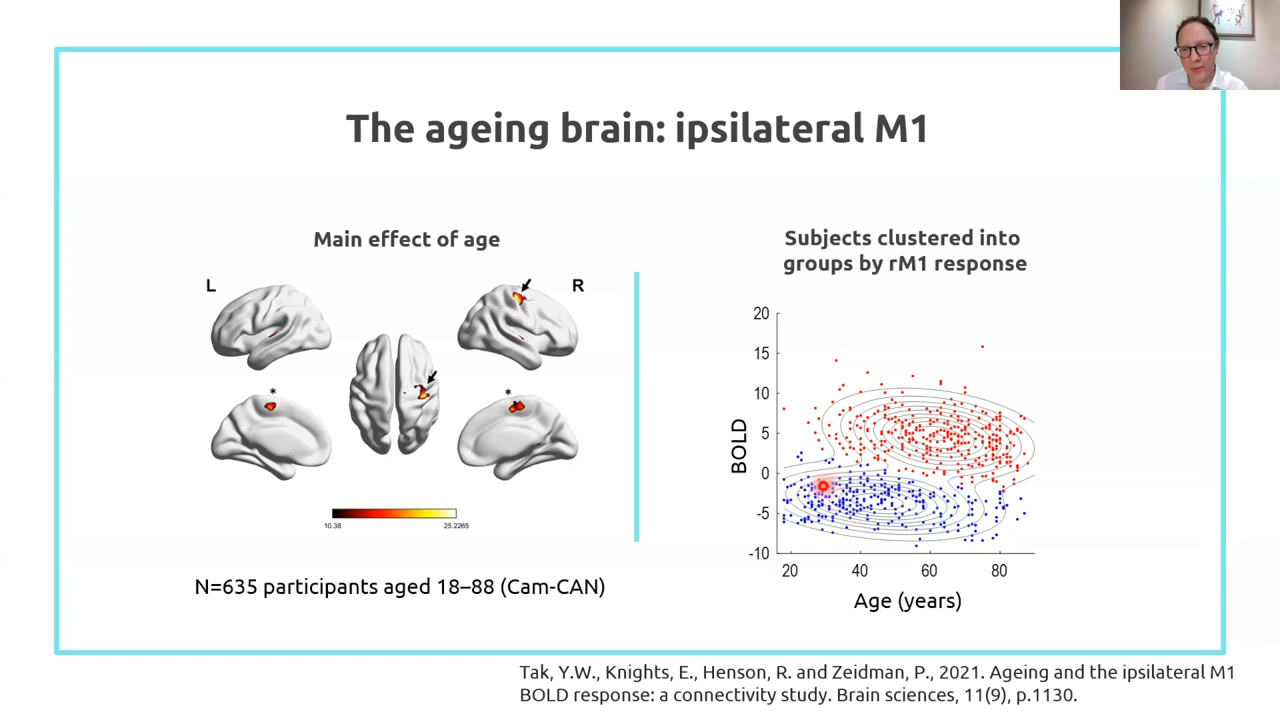 The ageing brain: ipsilateral M1
Main effect of age
L
R
*
*
10.38
25.2265
N=635 participants aged 18–88 (Cam-CAN)
Subjects clustered into
groups by rM1 response
20
15
10
5
0
-5
-10
BOLD
20
40
60
80
Age (years)
Tak, Y.W., Knights, E., Henson, R. and Zeidman, P., 2021. Ageing and the ipsilateral M1
BOLD response: a connectivity study. Brain sciences, 11(9), p.1130.